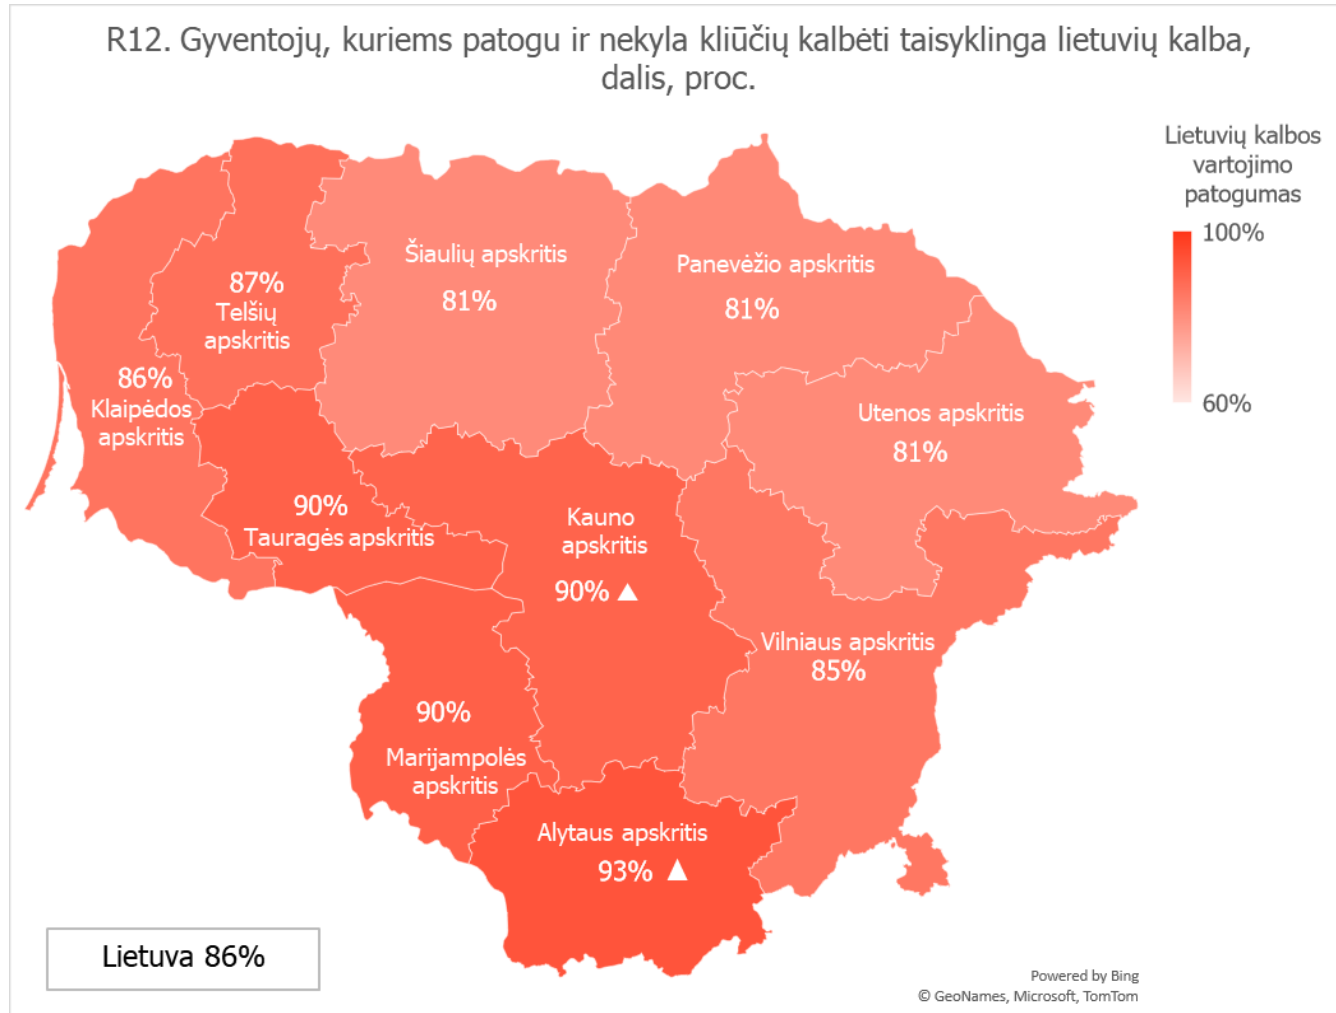 R12. Gyventojų, kuriems patogu ir nekyla kliūčių kalbėti taisyklinga lietuvių kalba,
dalis, proc.
Lietuvių kalbos
vartojimo
patogumas
100%
60%
Šiaulių apskritis
81%
Panevėžio apskritis
81%
87%
Telšių
apskritis
86%
Klaipėdos
apskritis
Utenos apskritis
81%
90%
Tauragės apskritis
Kauno
apskritis
90% ▲
Vilniaus apskritis
85%
90%
Marijampolės
apskritis
Alytaus apskritis
93% ▲
Lietuva 86%
Powered by Bing
© GeoNames, Microsoft, TomTom